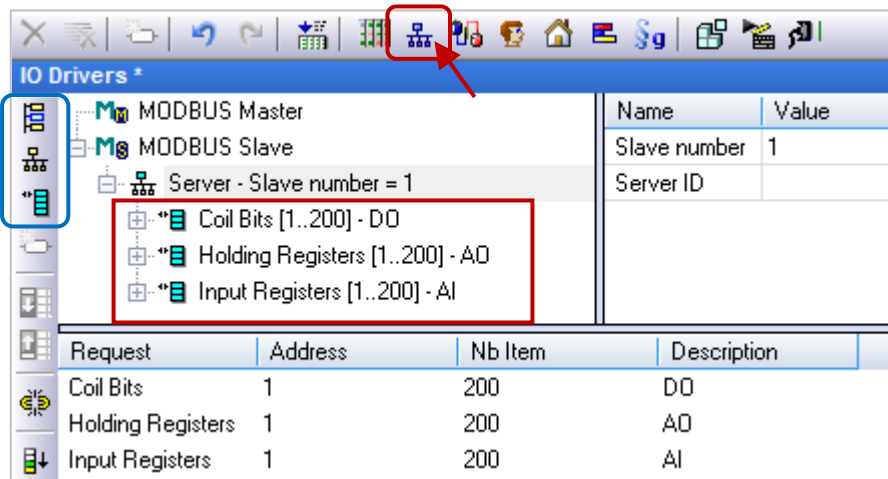 IO Drivers *
MODBUS Master
MODBUS Slave
Server - Slave number = 1
Coil Bits [1..200] - DO
Holding Registers [1..200] - AO
Input Registers [1..200] - AI
Name Value
Slave number 1
Server ID
Request Address Nb Item Description
Coil Bits 1 200 DO
Holding Registers 1 200 AO
Input Registers 1 200 AI